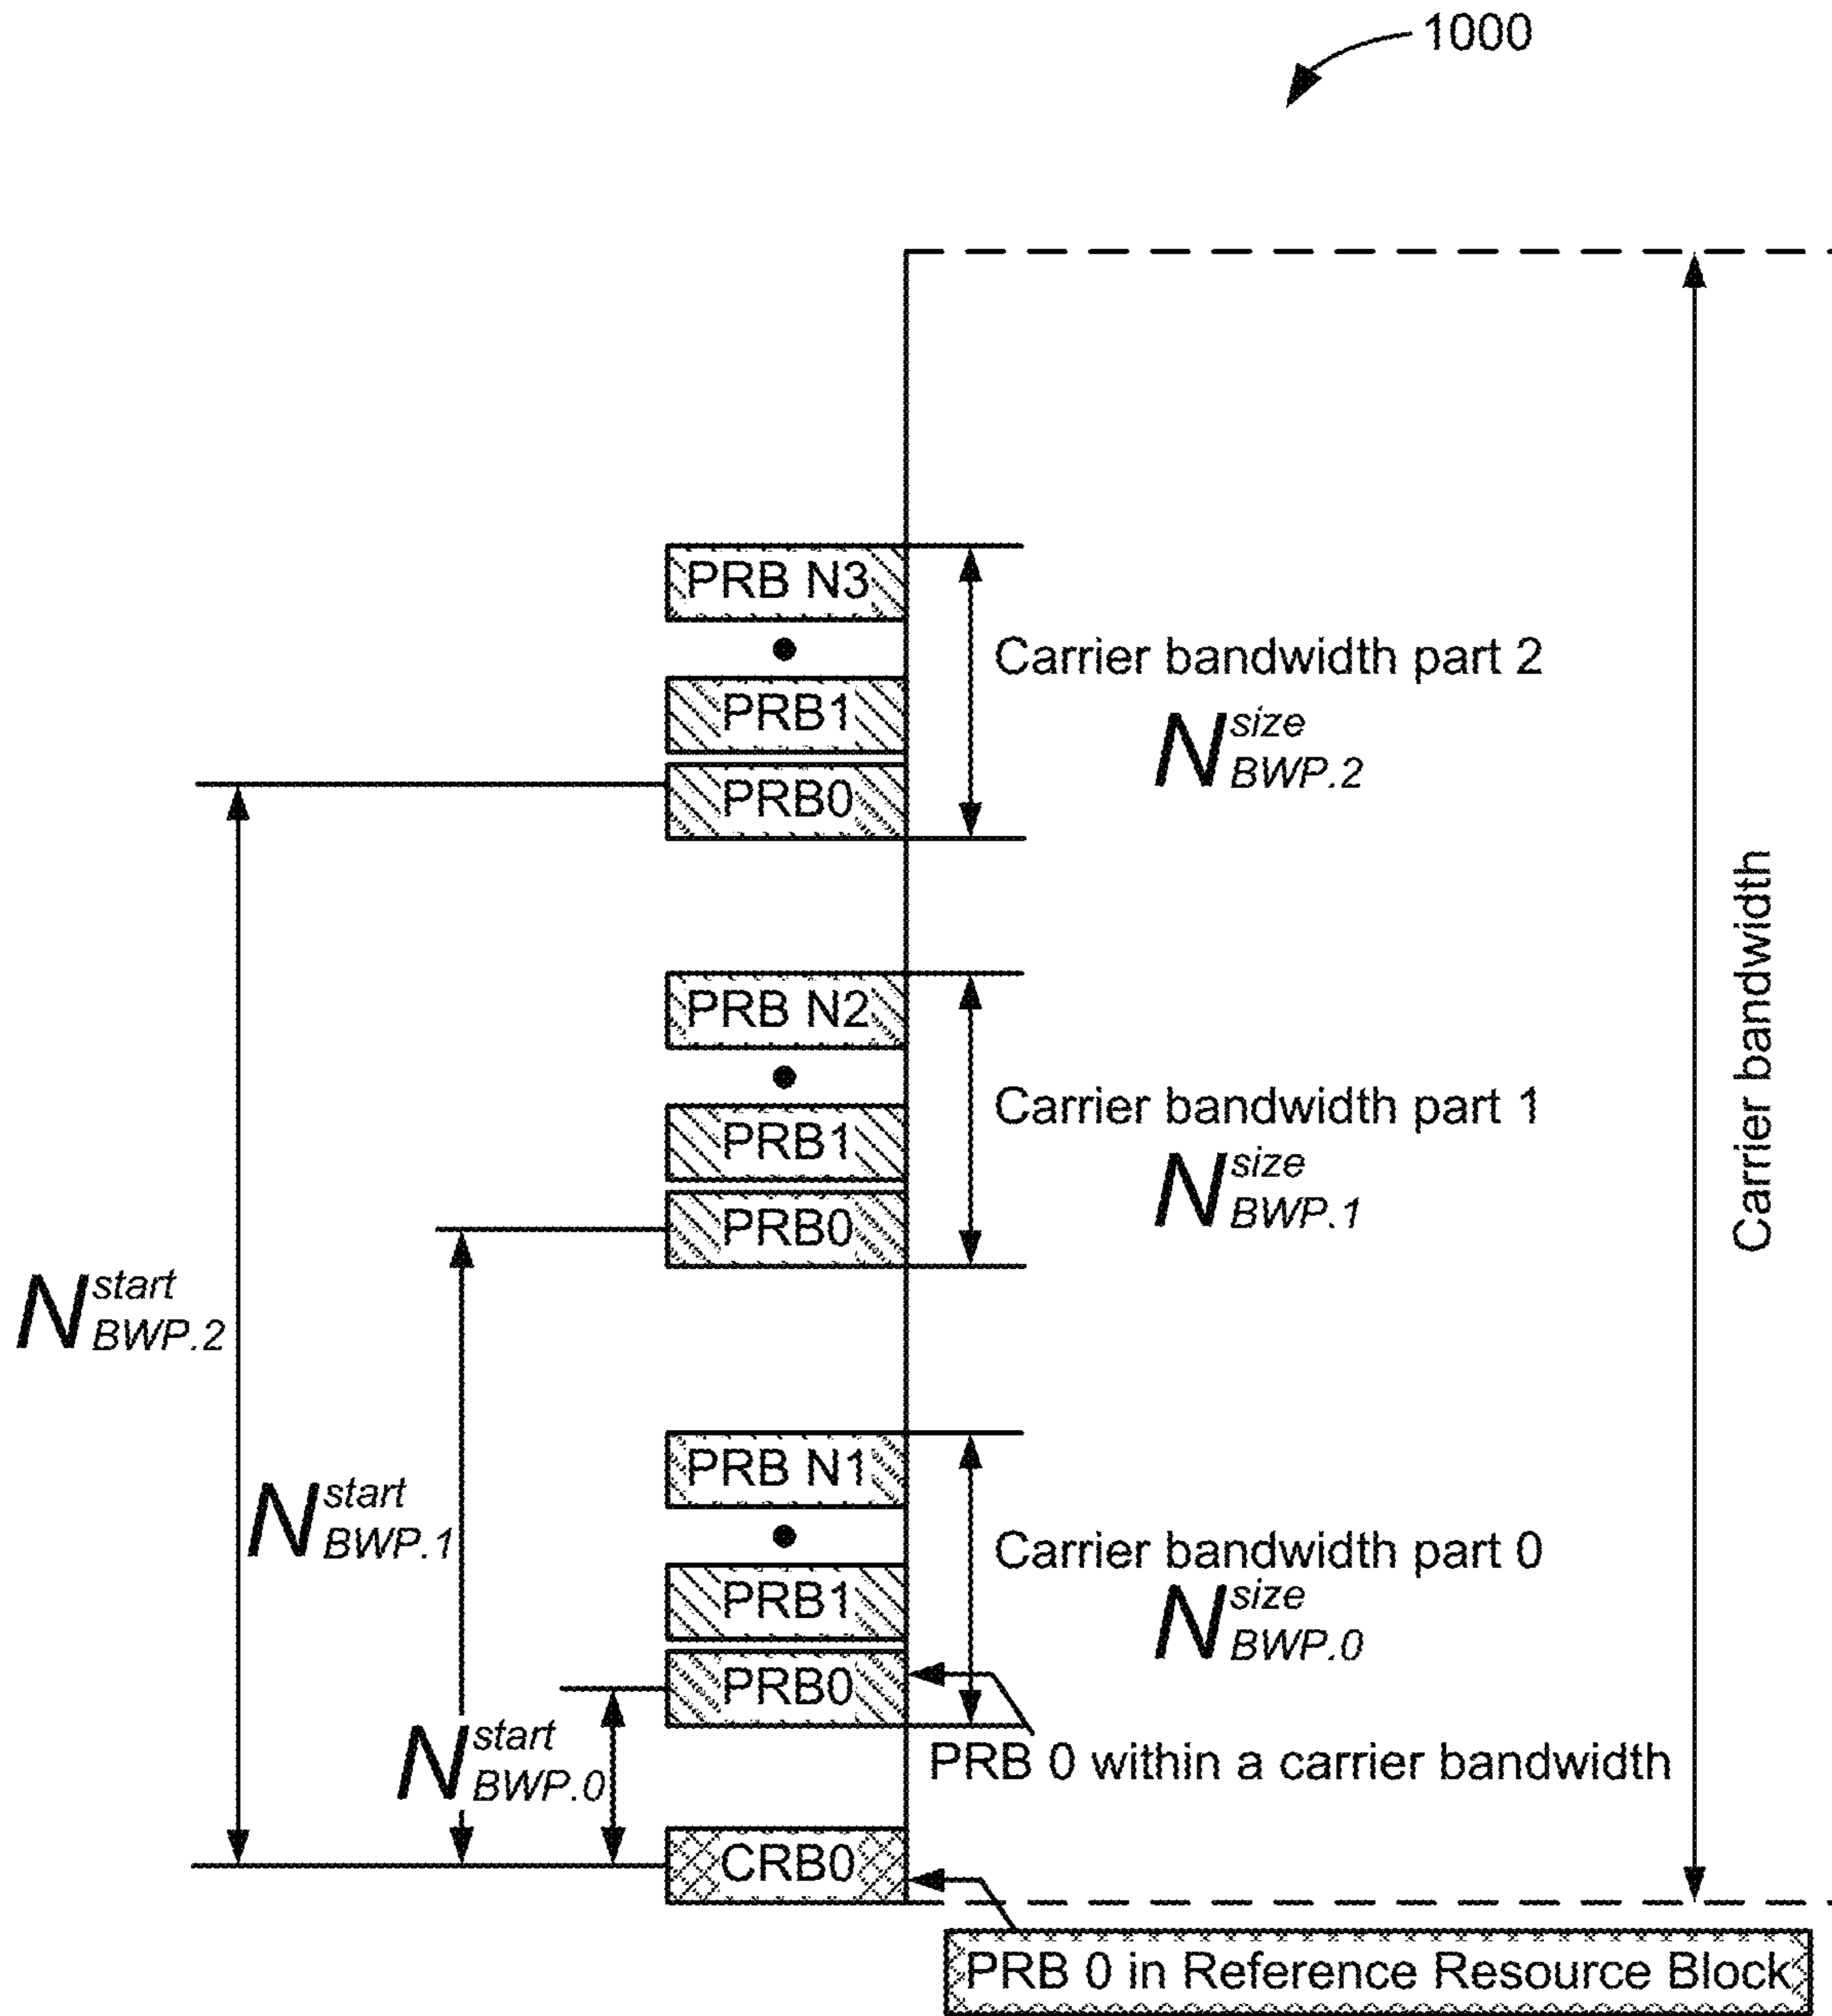 1000
PRB N3
Carrier bandwidth part 2
PRB1
N size BWP.2
PRB0
Carrier bandwidth
PRB N2
Carrier bandwidth part 1
PRB1
N size BWP.1
PRB0
N start BWP.2
PRB N1
N start BWP.1
Carrier bandwidth part 0
PRB1
N size BWP.0
PRB0
N start BWP.0
PRB 0 within a carrier bandwidth
CRB0
PRB 0 in Reference Resource Block